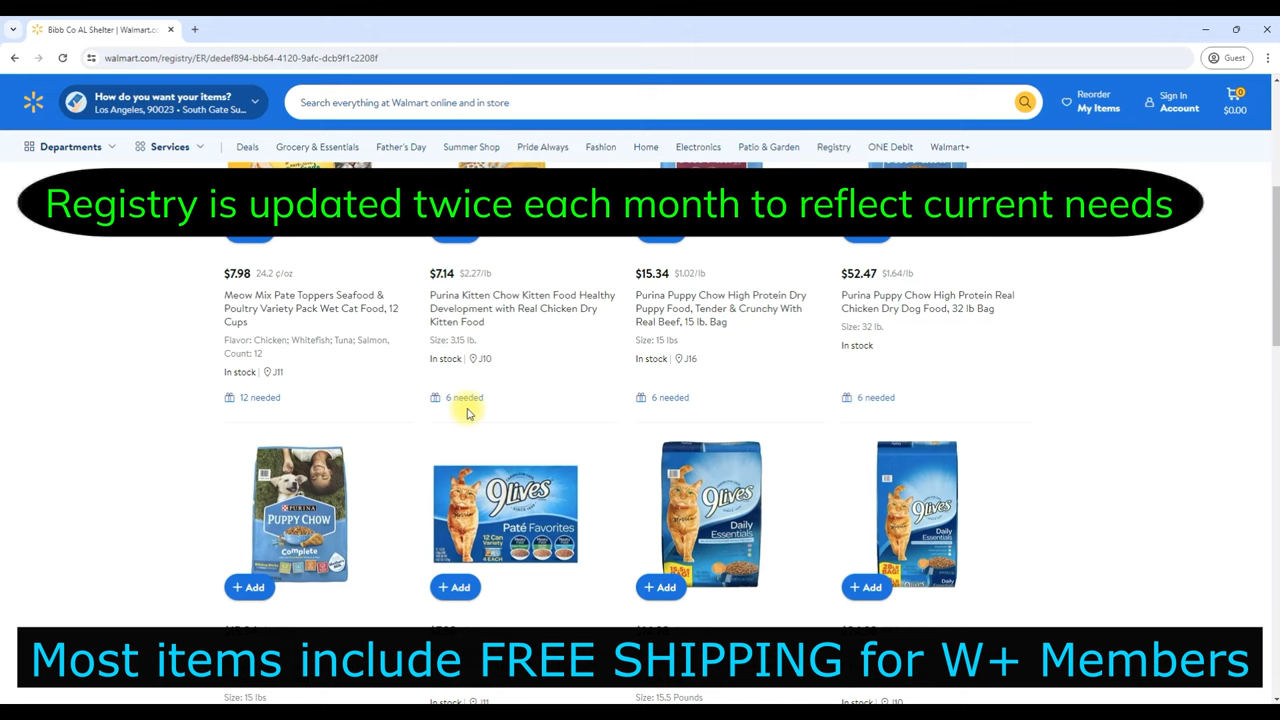 Bibb Co AL Shelter | Walmart.co
walmart.com/registry/ER/dedef894-bb64-4120-9afc-dcb9f1c2208f
Guest
How do you want your items?
Los Angeles, 90023 • South Gate Su...
Search everything at Walmart online and in store
Reorder
My Items
Sign In
Account
0
$0.00
Departments
Services
Deals
Grocery & Essentials
Father's Day
Summer Shop
Pride Always
Fashion
Home
Electronics
Patio & Garden
Registry
ONE Debit
Walmart+
Registry is updated twice each month to reflect current needs
$7.98 24.2 ¢/oz
Meow Mix Pate Toppers Seafood &
Poultry Variety Pack Wet Cat Food, 12
Cups
Flavor: Chicken; Whitefish; Tuna; Salmon,
Count: 12
In stock | J11
12 needed
$7.14 $2.27/lb
Purina Kitten Chow Kitten Food Healthy
Development with Real Chicken Dry
Kitten Food
Size: 3.15 lb.
In stock | J10
6 needed
$15.34 $1.02/lb
Purina Puppy Chow High Protein Dry
Puppy Food, Tender & Crunchy With
Real Beef, 15 lb. Bag
Size: 15 lbs
In stock | J16
6 needed
$52.47 $1.64/lb
Purina Puppy Chow High Protein Real
Chicken Dry Dog Food, 32 lb Bag
Size: 32 lb.
In stock
6 needed
PURINA
PUPPY CHOW
Complete
+ Add
9Lives
Paté Favorites
12 Can
+ Add
9Lives
Daily
Essentials
+ Add
9Lives
Daily
Essentials
+ Add
Most items include FREE SHIPPING for W+ Members
Size: 15 lbs
In stock | J11
Size: 15.5 Pounds
In stock | J10